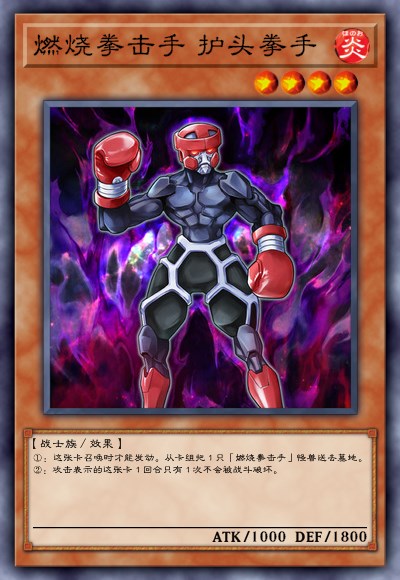 燃烧拳击手 护头拳手
ほのお
炎
【战士族/效果】
①：这张卡召唤时才能发动。从卡组把1只「燃烧拳击手」怪兽送去墓地。
②：攻击表示的这张卡1回合只有1次不会被战斗破坏。
ATK/1000 DEF/1800